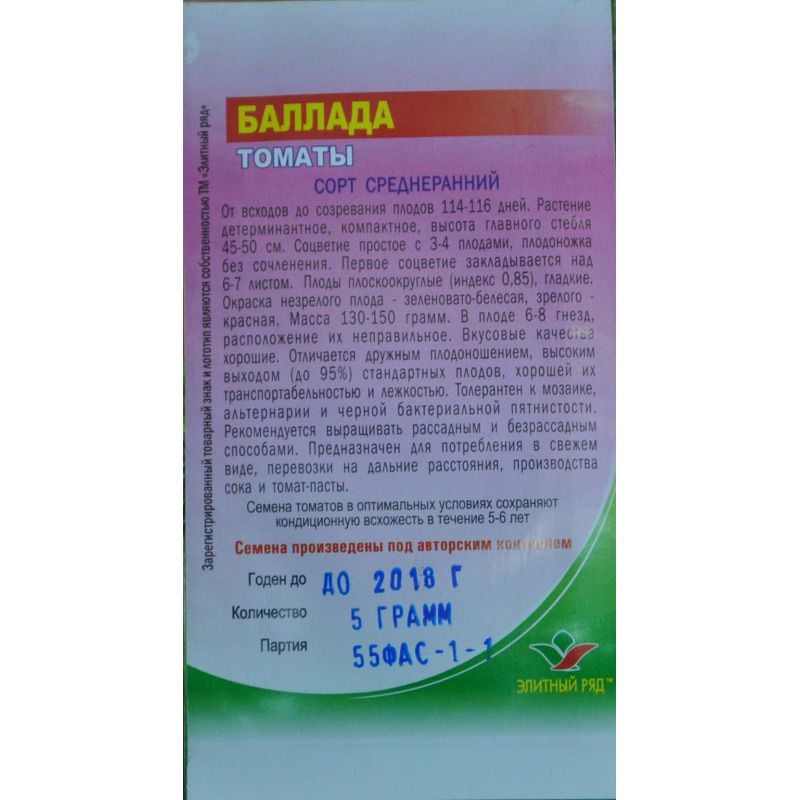 БАЛЛАДА
ТОМАТЫ
СОРТ СРЕДНЕРАННИЙ
От всходов до созревания плодов 114-116 дней. Растение
детерминантное, компактное, высота главного стебля
45-50 см. Соцветие простое с 3-4 плодами, плодоножка
без сочленения. Первое соцветие закладывается над
6-7 листом. Плоды плоскоокруглые (индекс 0,85), гладкие.
Окраска незрелого плода - зеленовато-белесая, зрелого -
красная. Масса 130-150 грамм. В плоде 6-8 гнезд,
расположение их неправильное. Вкусовые качества
хорошие. Отличается дружным плодоношением, высоким
выходом (до 95%) стандартных плодов, хорошей их
транспортабельностью и лежкостью. Толерантен к мозаике,
альтернарии и черной бактериальной пятнистости.
Рекомендуется выращивать рассадным и безрассадным
способами. Предназначен для потребления в свежем
виде, перевозки на дальние расстояния, производства
сока и томат-пасты.
Семена томатов в оптимальных условиях сохраняют
кондиционную всхожесть в течение 5-6 лет
Семена произведены под авторским контролем
Годен до ДО 2018 Г
Количество 5 ГРАММ
Партия 55ФАС-1-1
ЭЛИТНЫЙ РЯД™
Зарегистрированный товарный знак и логотип являются собственностью ТМ «Элитный ряд»